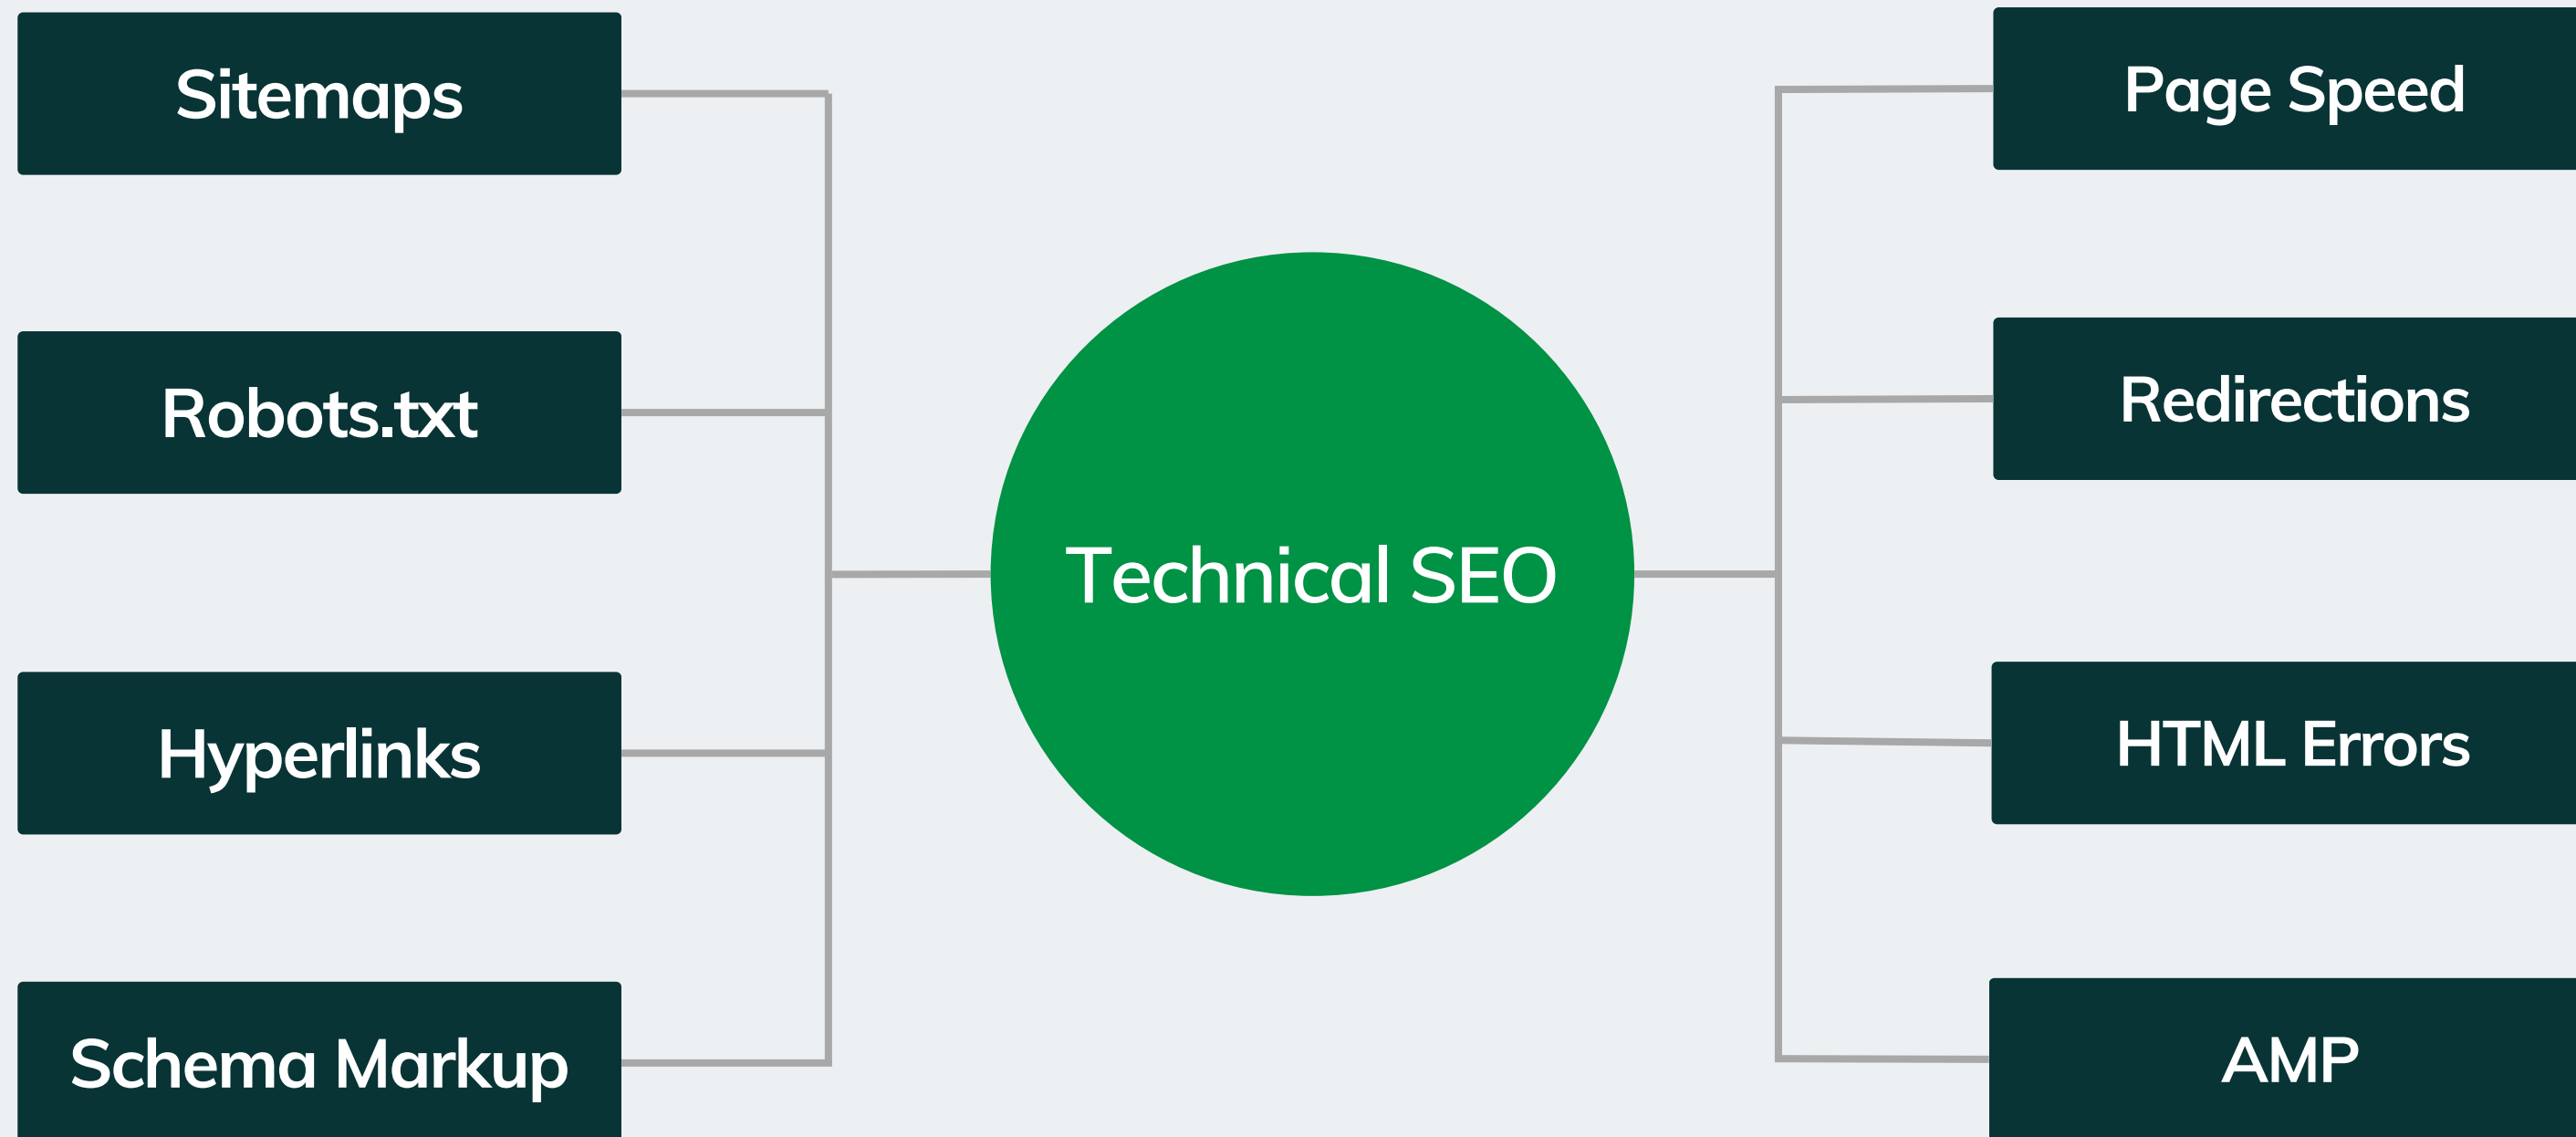 Sitemaps
Robots.txt
Hyperlinks
Schema Markup
Technical SEO
Page Speed
Redirections
HTML Errors
AMP